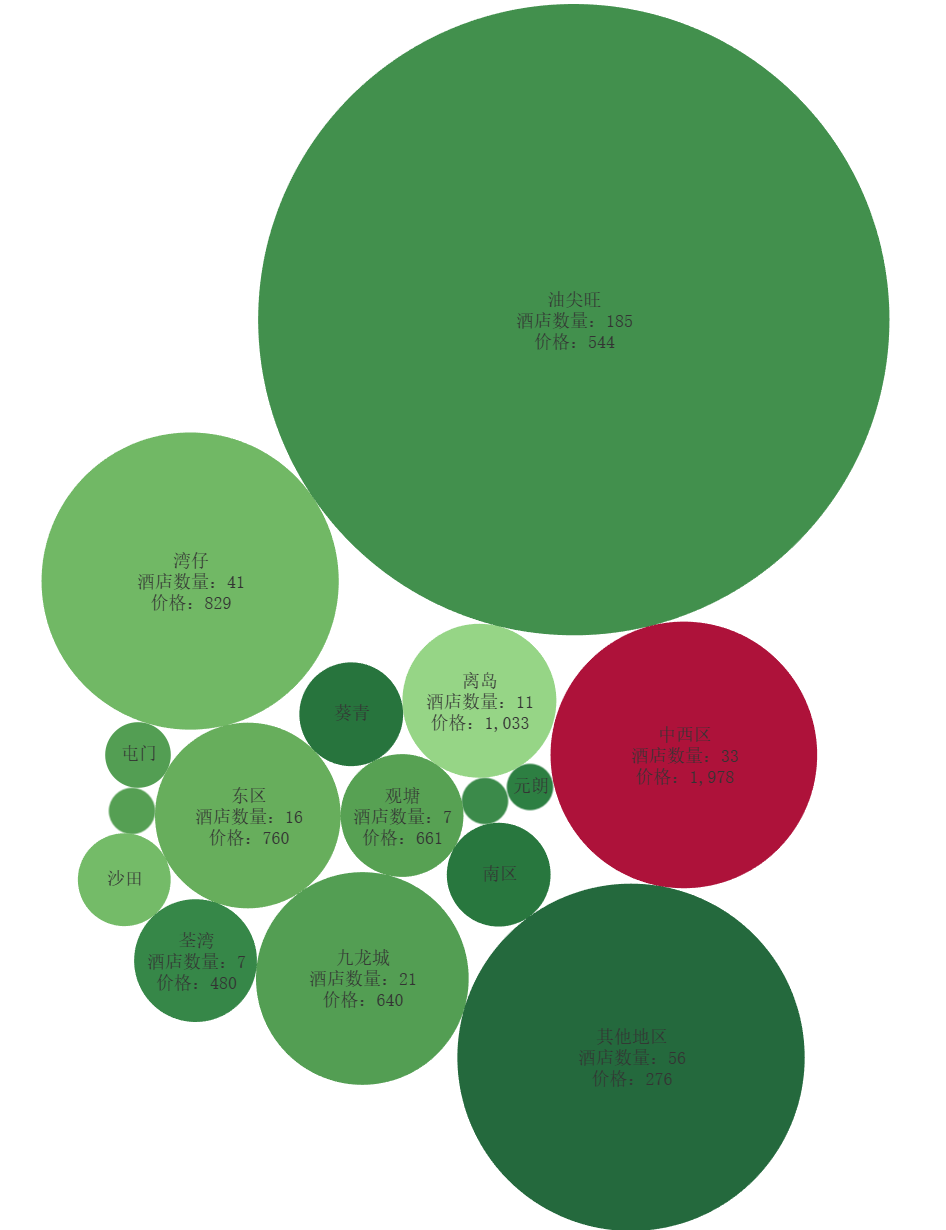 油尖旺
酒店数量: 185
价格: 544
湾仔
酒店数量: 41
价格: 829
离岛
酒店数量: 11
价格: 1,033
葵青
中西区
酒店数量: 33
价格: 1,978
屯门
元朗
东区
酒店数量: 16
价格: 760
观塘
酒店数量: 7
价格: 661
沙田
南区
荃湾
酒店数量: 7
价格: 480
九龙城
酒店数量: 21
价格: 640
其他地区
酒店数量: 56
价格: 276